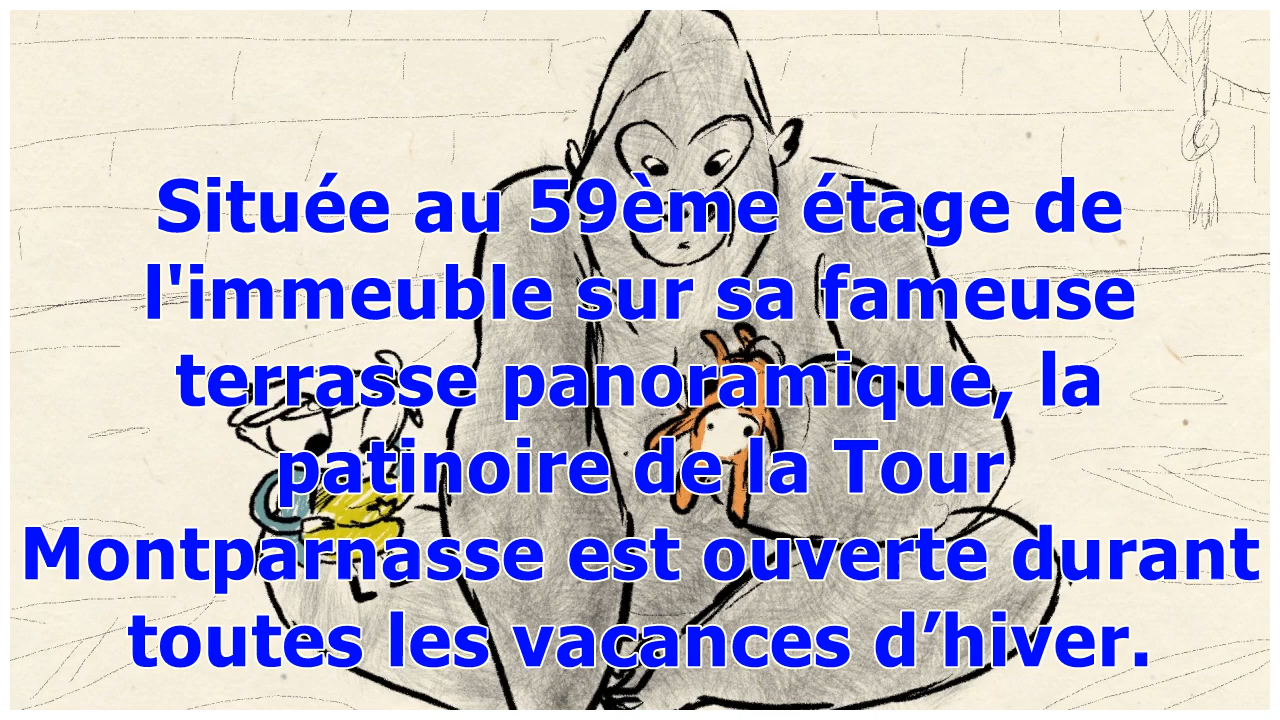 Située au 59ème étage de
l'immeuble sur sa fameuse
terrasse panoramique, la
patinoire de la Tour
Montparnasse est ouverte durant
toutes les vacances d’hiver.